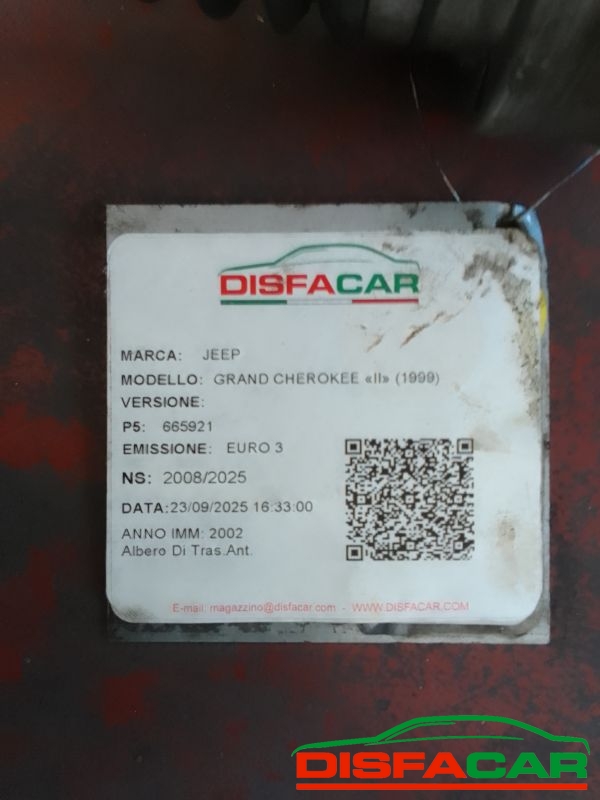 DISFACAR
MARCA: JEEP
MODELLO: GRAND CHEROKEE «II» (1999)
VERSIONE:
P5: 665921
EMISSIONE: EURO 3
NS: 2008/2025
DATA:23/09/2025 16:33:00
ANNO IMM: 2002
Albero Di Tras.Ant.
E-mail: magazzino@disfacar.com - WWW.DISFACAR.COM
DISFACAR